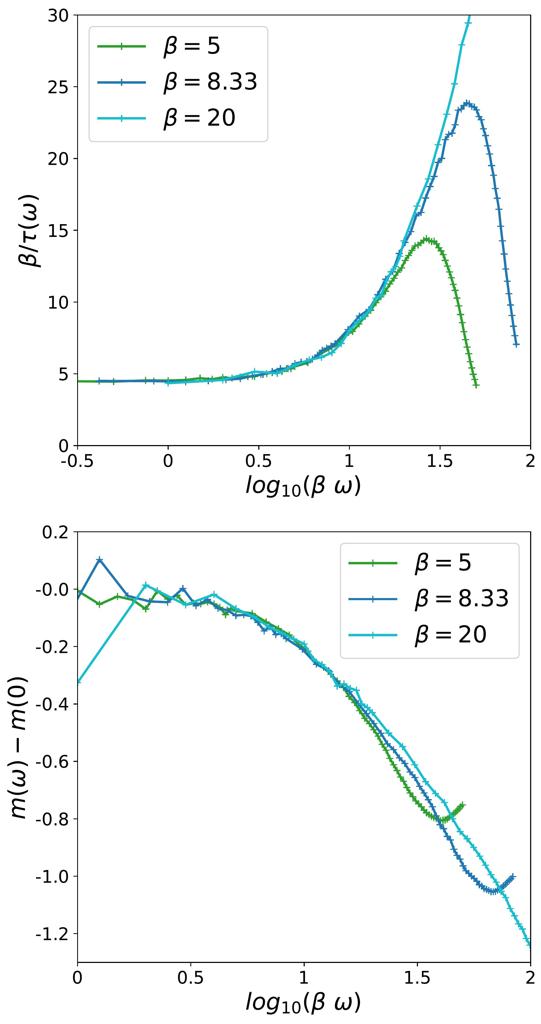 30
25
20
15
10
5
0
β/τ(ω)
β = 5
β = 8.33
β = 20
-0.5 0 0.5 1 1.5 2
log10(β ω)
0.2
-0.0
-0.2
-0.4
-0.6
-0.8
-1.0
-1.2
m(ω) − m(0)
β = 5
β = 8.33
β = 20
0 0.5 1 1.5 2
log10(β ω)